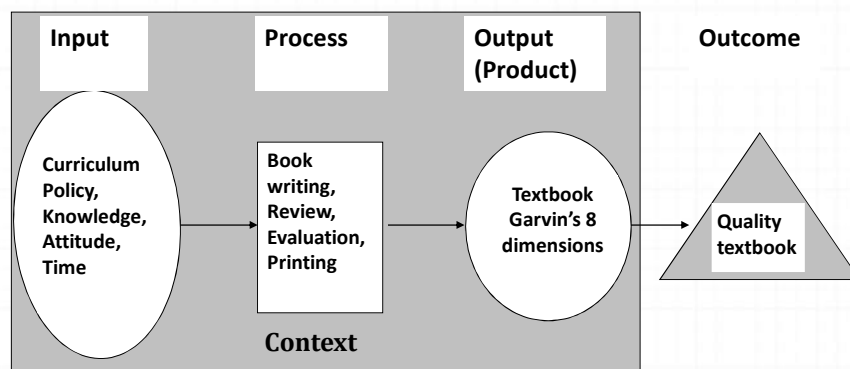 Input
Process
Output
(Product)
Outcome
Curriculum
Policy,
Knowledge,
Attitude,
Time
Book
writing,
Review,
Evaluation,
Printing
Textbook
Garvin's 8
dimensions
Quality
textbook
Context